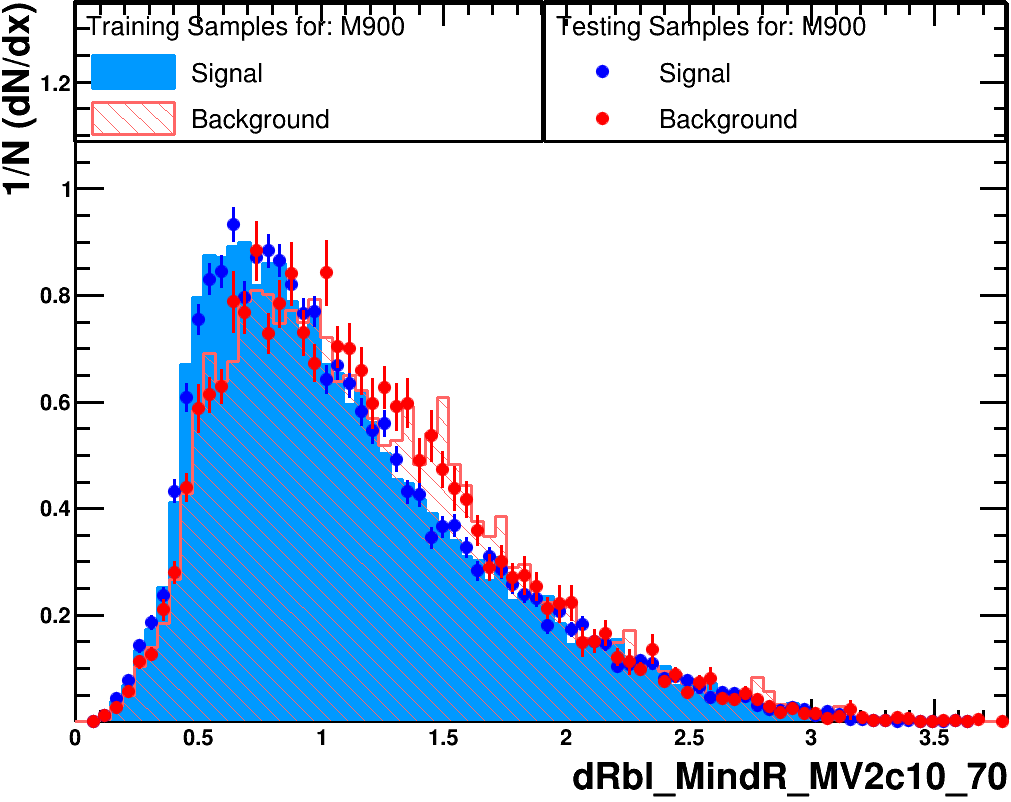 Training Samples for: M900
Signal
Background
Testing Samples for: M900
Signal
Background
1/N (dN/dx)
1.2
1
0.8
0.6
0.4
0.2
0 0.5 1 1.5 2 2.5 3 3.5
dRbl_MindR_MV2c10_70